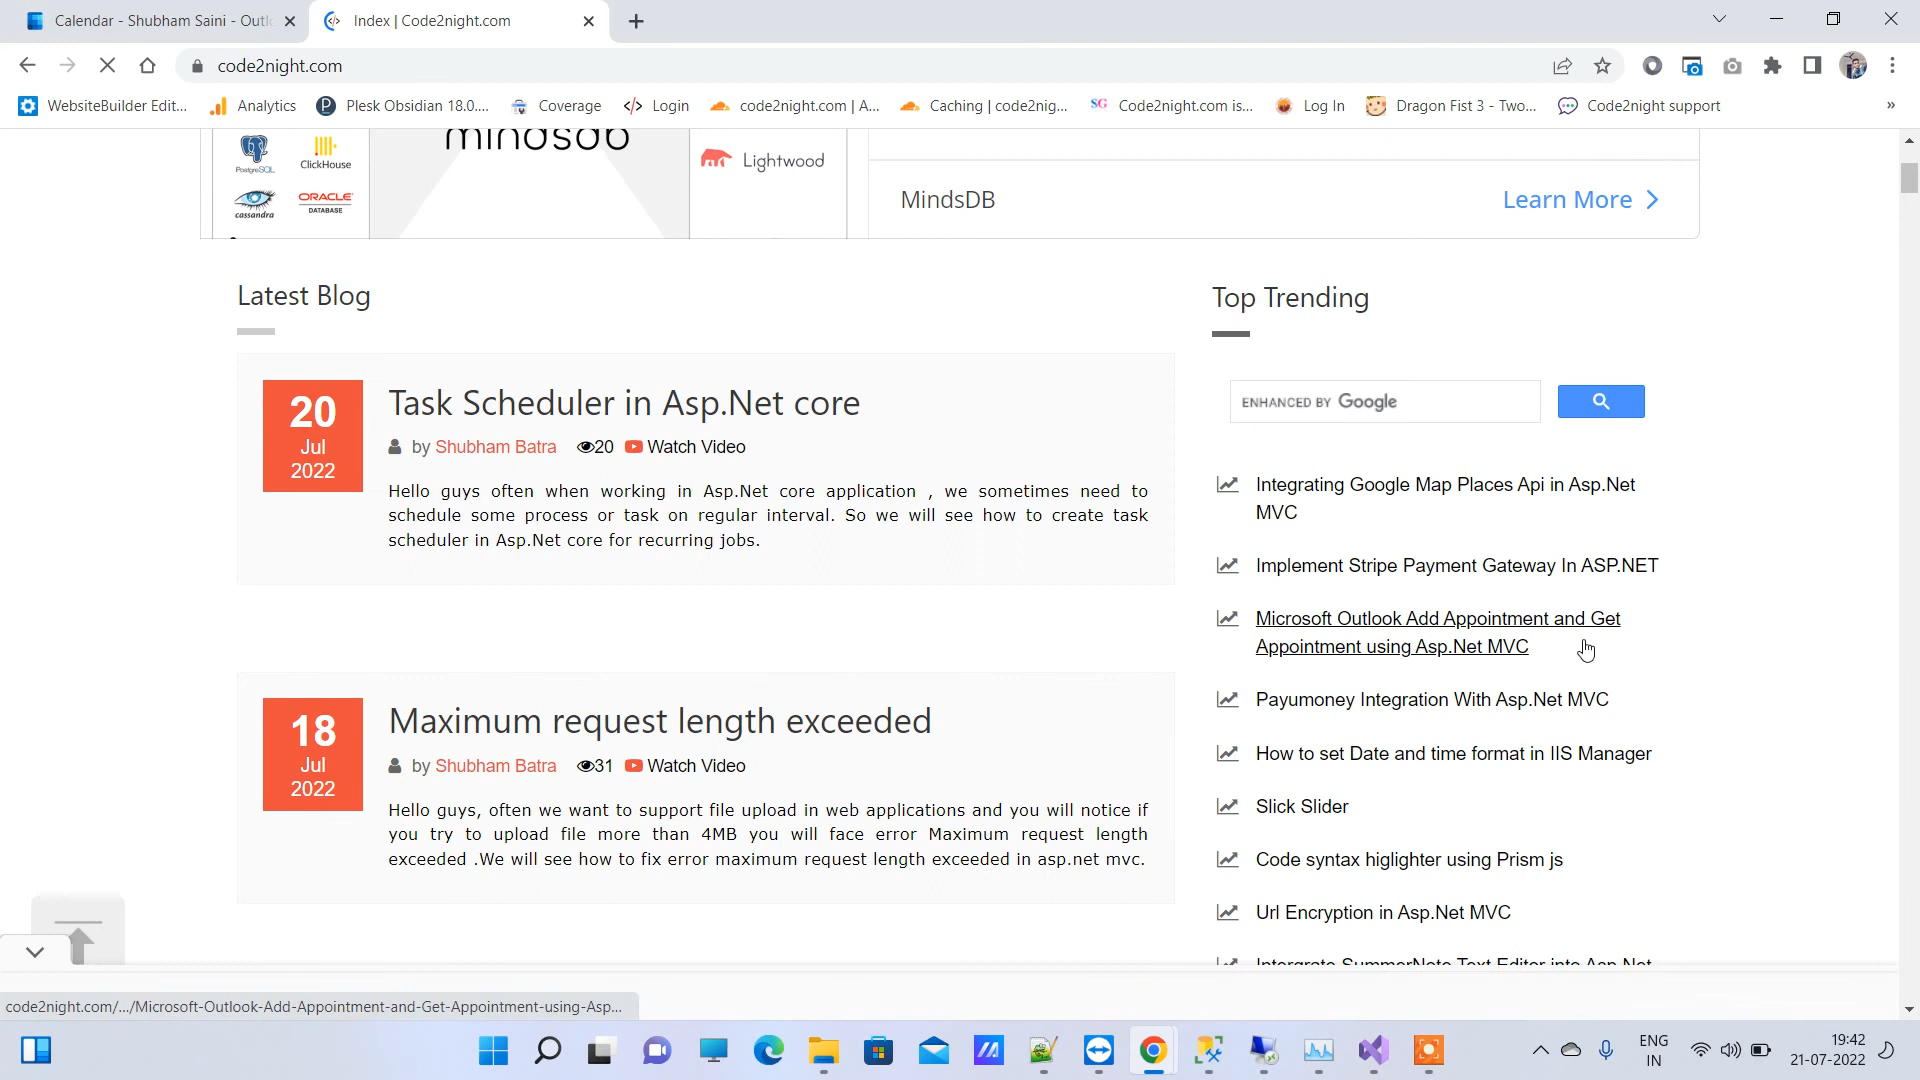 Calendar - Shubham Saini - Outl
Index | Code2night.com
code2night.com
WebsiteBuilder Edit...
Analytics
Plesk Obsidian 18.0....
Coverage
Login
code2night.com | A...
Caching | code2nig...
SG Code2night.com is...
Log In
Dragon Fist 3 - Two...
Code2night support
»
mindsdb
PostgreSQL
ClickHouse
cassandra
ORACLE
DATABASE
Lightwood
MindsDB
Learn More
Latest Blog
20
Jul
2022
Task Scheduler in Asp.Net core
by Shubham Batra 20 Watch Video
Hello guys often when working in Asp.Net core application , we sometimes need to
schedule some process or task on regular interval. So we will see how to create task
scheduler in Asp.Net core for recurring jobs.
18
Jul
2022
Maximum request length exceeded
by Shubham Batra 31 Watch Video
Hello guys, often we want to support file upload in web applications and you will notice if
you try to upload file more than 4MB you will face error Maximum request length
exceeded .We will see how to fix error maximum request length exceeded in asp.net mvc.
Top Trending
ENHANCED BY Google
Integrating Google Map Places Api in Asp.Net
MVC
Implement Stripe Payment Gateway In ASP.NET
Microsoft Outlook Add Appointment and Get
Appointment using Asp.Net MVC
Payumoney Integration With Asp.Net MVC
How to set Date and time format in IIS Manager
Slick Slider
Code syntax higlighter using Prism js
Url Encryption in Asp.Net MVC
Intergrate SummerNote Text Editor into Asp.Net
code2night.com/.../Microsoft-Outlook-Add-Appointment-and-Get-Appointment-using-Asp...
ENG
IN
19:42
21-07-2022